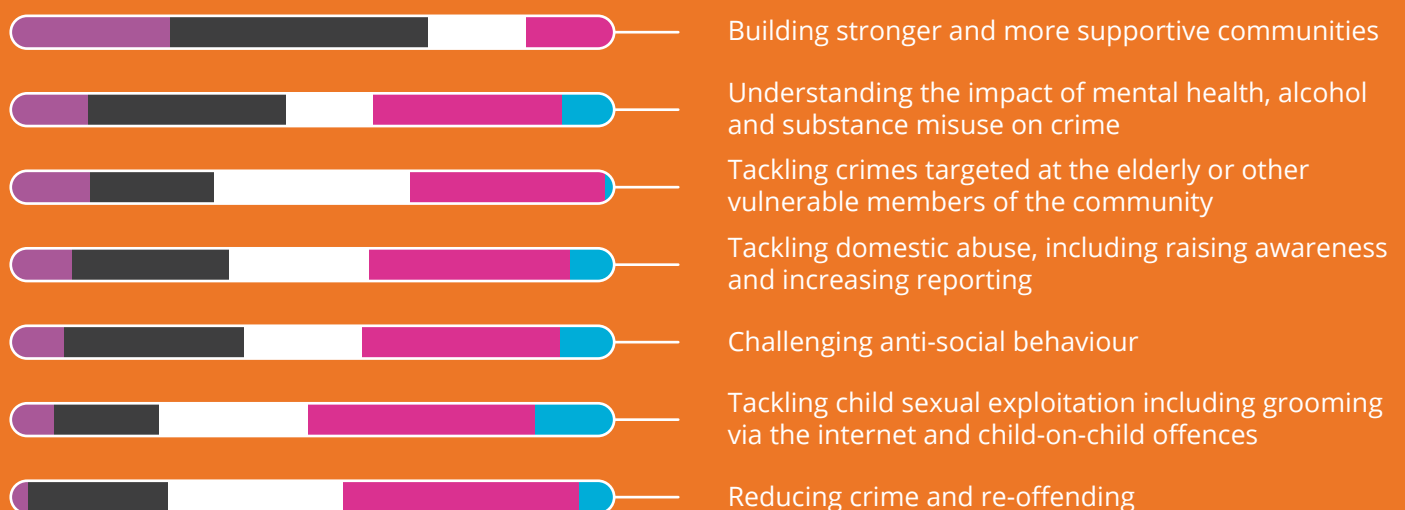 Building stronger and more supportive communities
Understanding the impact of mental health, alcohol
and substance misuse on crime
Tackling crimes targeted at the elderly or other
vulnerable members of the community
Tackling domestic abuse, including raising awareness
and increasing reporting
Challenging anti-social behaviour
Tackling child sexual exploitation including grooming
via the internet and child-on-child offences
Reducing crime and re-offending